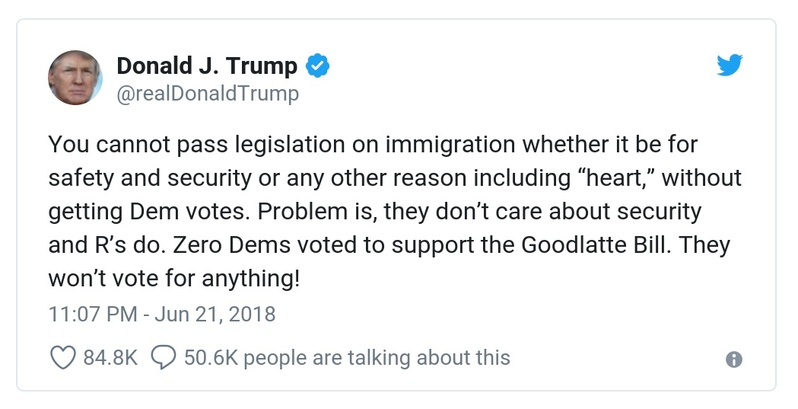 Donald J. Trump
@realDonaldTrump
You cannot pass legislation on immigration whether it be for
safety and security or any other reason including “heart,” without
getting Dem votes. Problem is, they don’t care about security
and R’s do. Zero Dems voted to support the Goodlatte Bill. They
won’t vote for anything!
11:07 PM - Jun 21, 2018
84.8K 50.6K people are talking about this